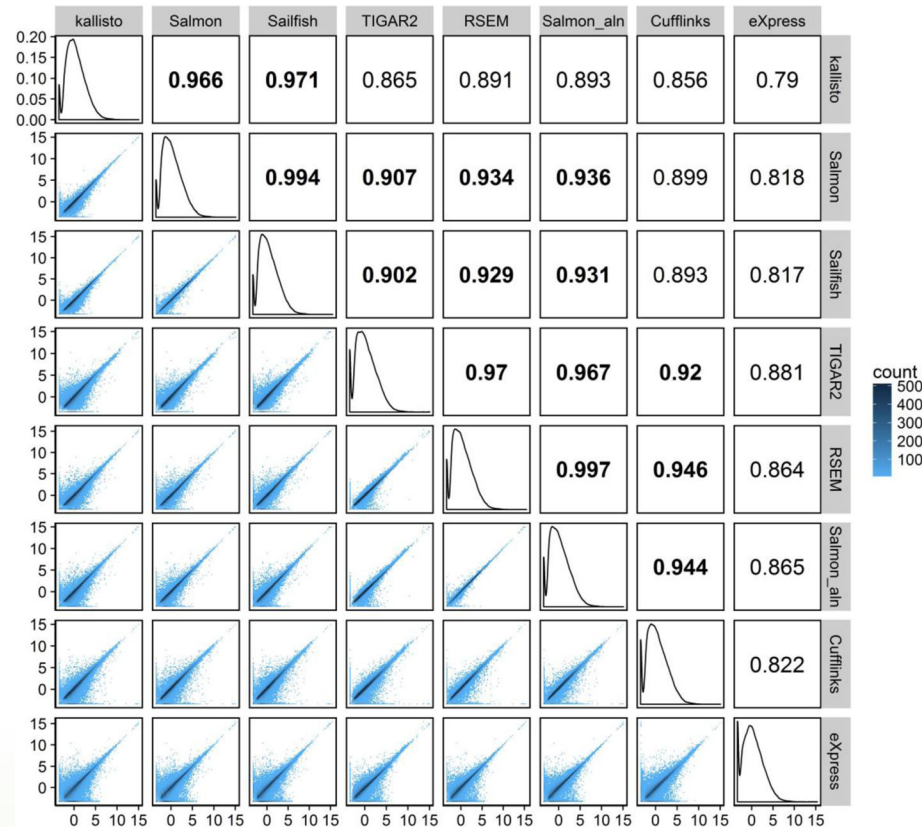 kallisto Salmon Sailfish TIGAR2 RSEM Salmon_aln Cufflinks eXpress
0.20
0.15
0.10
0.05
0.00
0.966 0.971 0.865 0.891 0.893 0.856 0.79
kallisto
15
10
5
0
0.994 0.907 0.934 0.936 0.899 0.818
Salmon
15
10
5
0
0.902 0.929 0.931 0.893 0.817
Sailfish
15
10
5
0
0.97 0.967 0.92 0.881
TIGAR2
15
10
5
0
0.997 0.946 0.864
RSEM
15
10
5
0
0.944 0.865
Salmon_aln
15
10
5
0
0.822
Cufflinks
15
10
5
0
eXpress
0 5 10 15 0 5 10 15 0 5 10 15 0 5 10 15 0 5 10 15 0 5 10 15 0 5 10 15 0 5 10 15
count
500
400
300
200
100